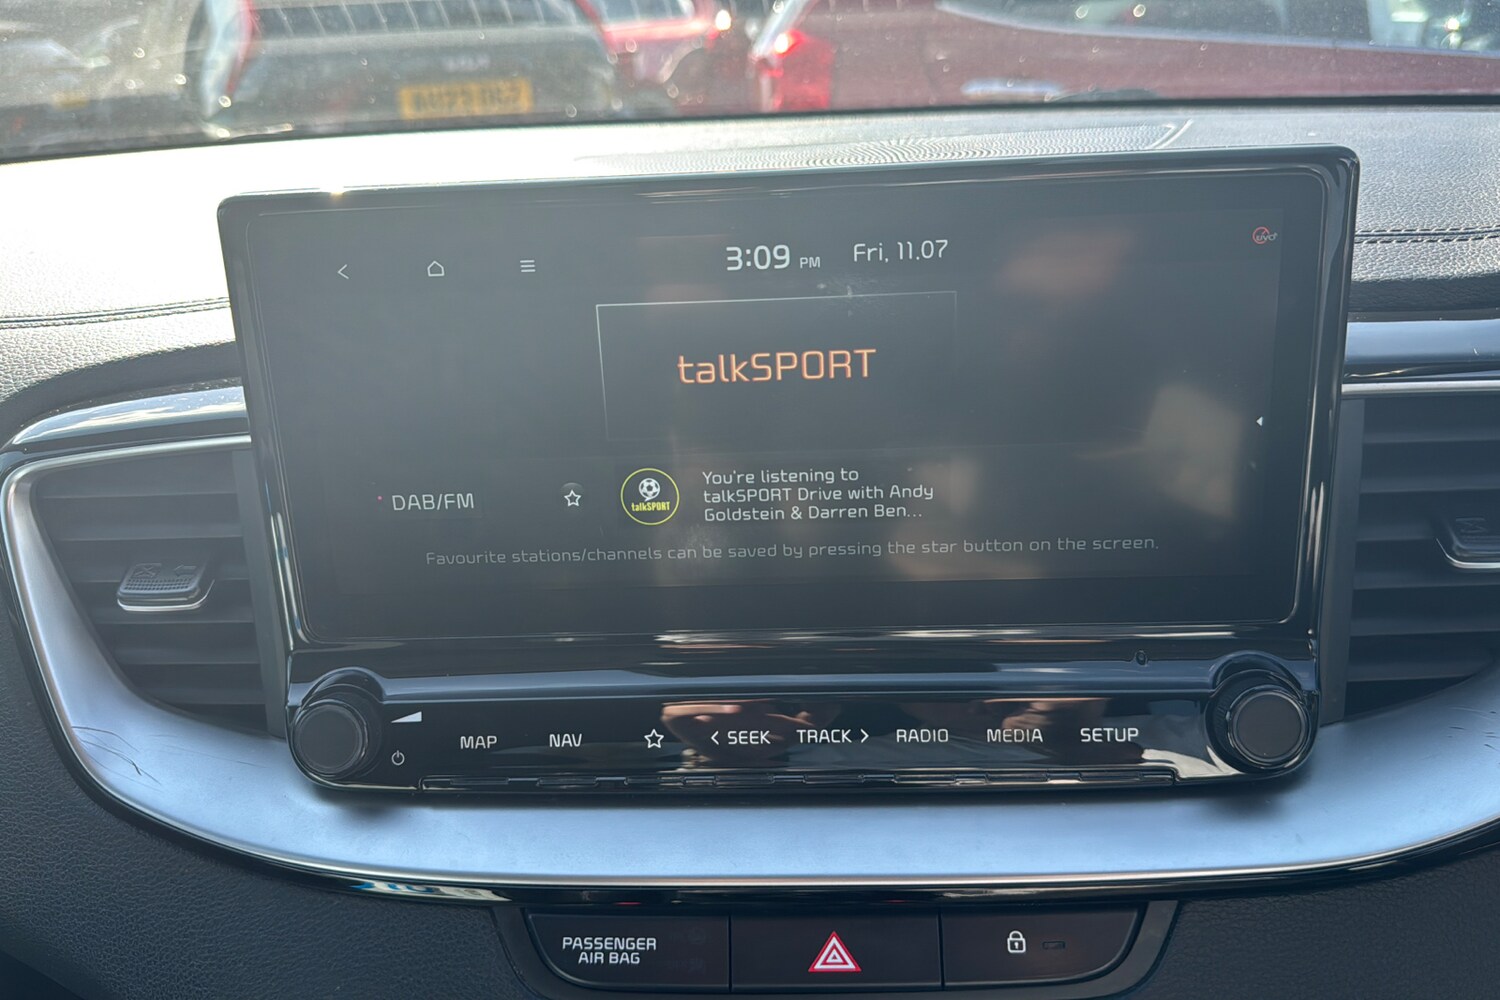 3:09 PM Fri, 11.07
talkSPORT
DAB/FM
talkSPORT
You're listening to
talkSPORT Drive with Andy
Goldstein & Darren Ben...
Favourite stations/channels can be saved by pressing the star button on the screen.
MAP NAV < SEEK TRACK > RADIO MEDIA SETUP
PASSENGER
AIR BAG